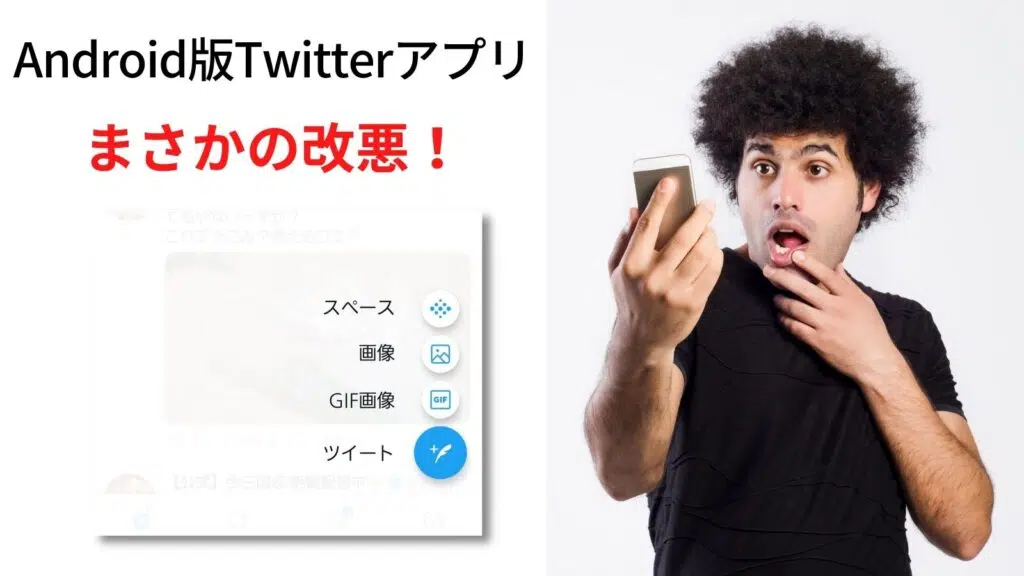 Android版Twitterアプリ
まさかの改悪！
スペース
画像
GIF画像
GIF
ツイート